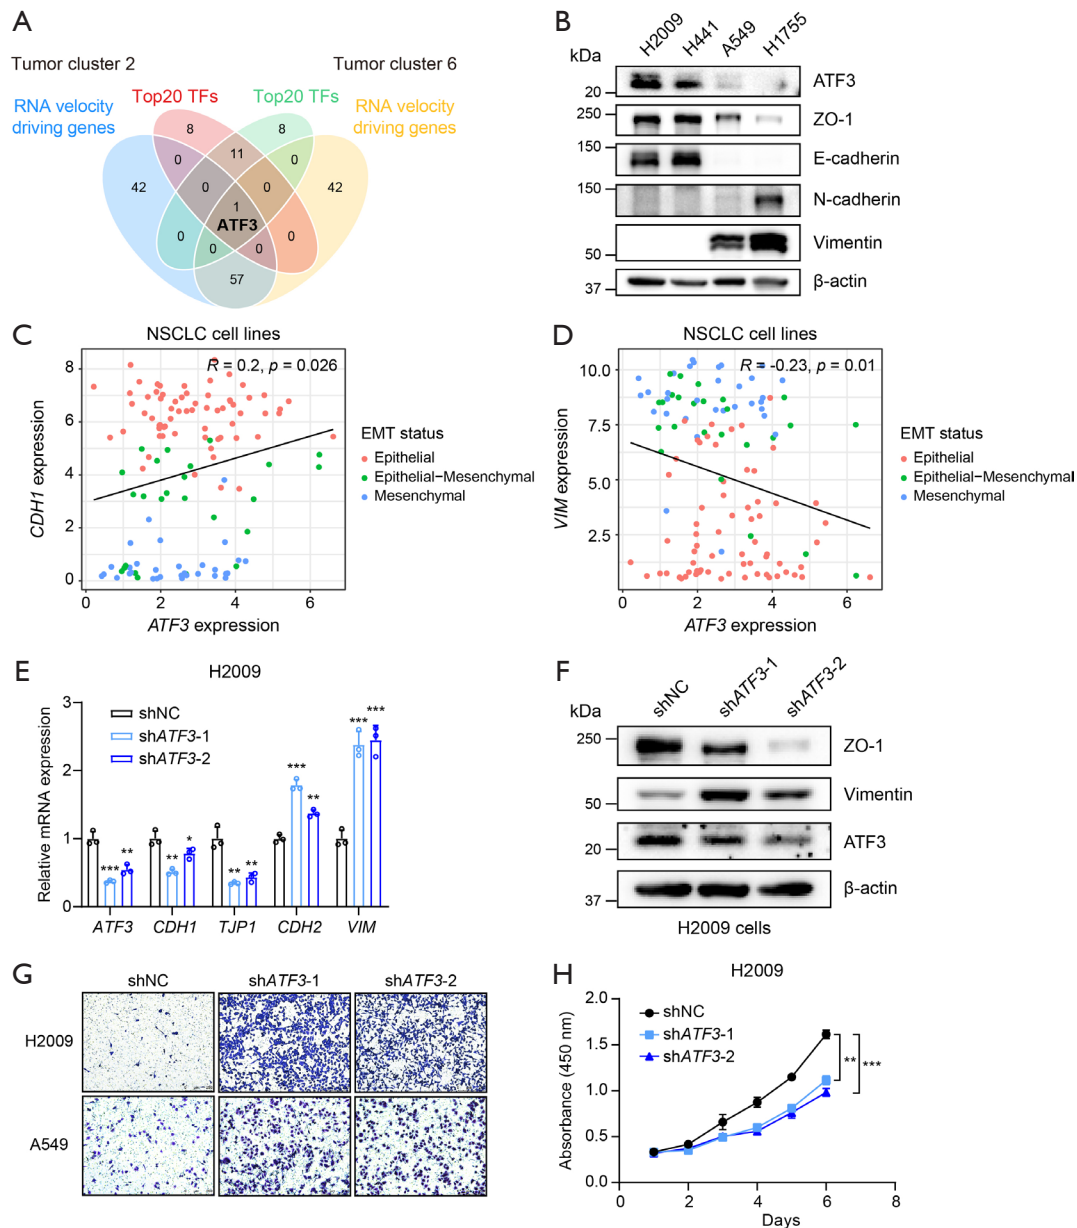 A
Tumor cluster 2
Tumor cluster 6
RNA velocity
driving genes
Top20 TFs
Top20 TFs
RNA velocity
driving genes
8
8
0
11
0
42
0
0
42
1
ATF3
0
0
0
0
57
B
kDa
H2009
H441
A549
H1755
20
ATF3
250
ZO-1
150
E-cadherin
150
N-cadherin
50
Vimentin
37
β-actin
C
NSCLC cell lines
R = 0.2, p = 0.026
CDH1 expression
8
6
4
2
0
0
2
4
6
ATF3 expression
EMT status
Epithelial
Epithelial−Mesenchymal
Mesenchymal
D
NSCLC cell lines
R = -0.23, p = 0.01
VIM expression
10.0
7.5
5.0
2.5
0
2
4
6
ATF3 expression
EMT status
Epithelial
Epithelial−Mesenchymal
Mesenchymal
E
H2009
Relative mRNA expression
3
2
1
0
shNC
shATF3-1
shATF3-2
*** **
** *
** **
*** **
*** ***
ATF3
CDH1
TJP1
CDH2
VIM
F
kDa
shNC
shATF3-1
shATF3-2
250
ZO-1
50
Vimentin
20
ATF3
37
β-actin
H2009 cells
G
shNC
shATF3-1
shATF3-2
H2009
A549
H
H2009
Absorbance (450 nm)
2.0
1.5
1.0
0.5
0.0
shNC
shATF3-1
shATF3-2
**
***
0
2
4
6
8
Days